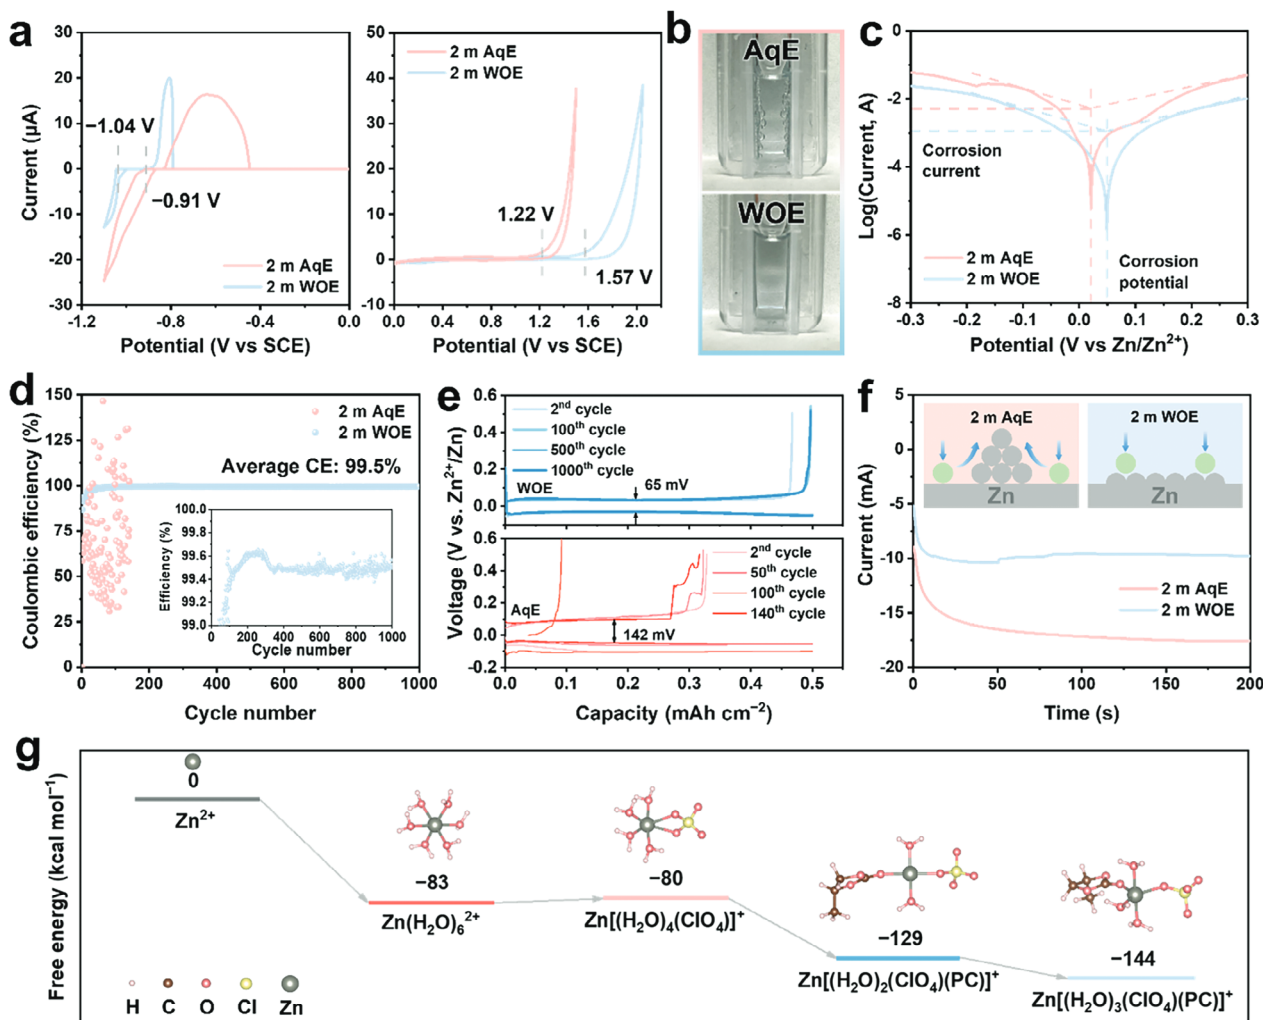 a
Current (μA)
30
20
10
0
-10
-20
-30
−1.04 V
−0.91 V
2 m AqE
2 m WOE
-1.2
-0.8
-0.4
0.0
Potential (V vs SCE)
50
40
30
20
10
0
-10
2 m AqE
2 m WOE
1.22 V
1.57 V
0.0
0.4
0.8
1.2
1.6
2.0
Potential (V vs SCE)
b
AqE
WOE
c
Log(Current, A)
0
-2
-4
-6
-8
Corrosion
current
2 m AqE
2 m WOE
Corrosion
potential
-0.3
-0.2
-0.1
0.0
0.1
0.2
0.3
Potential (V vs Zn/Zn²⁺)
d
Coulombic efficiency (%)
150
125
100
75
50
25
0
2 m AqE
2 m WOE
Average CE: 99.5%
Efficiency (%)
100.0
99.8
99.6
99.4
99.2
99.0
0
200
400
600
800
1000
Cycle number
0
200
400
600
800
1000
Cycle number
e
Voltage (V vs. Zn²⁺/Zn)
0.6
0.4
0.2
0.0
2ⁿᵈ cycle
100ᵗʰ cycle
500ᵗʰ cycle
1000ᵗʰ cycle
WOE
65 mV
0.6
0.4
0.2
0.0
-0.2
2ⁿᵈ cycle
50ᵗʰ cycle
100ᵗʰ cycle
140ᵗʰ cycle
AqE
142 mV
0.0
0.1
0.2
0.3
0.4
0.5
Capacity (mAh cm⁻²)
f
Current (mA)
5
0
-5
-10
-15
-20
2 m AqE
Zn
2 m WOE
Zn
2 m AqE
2 m WOE
0
50
100
150
200
Time (s)
g
Free energy (kcal mol⁻¹)
0
Zn²⁺
−83
Zn(H₂O)₆²⁺
−80
Zn[(H₂O)₄(ClO₄)]⁺
−129
Zn[(H₂O)₂(ClO₄)(PC)]⁺
−144
Zn[(H₂O)₃(ClO₄)(PC)]⁺
H
C
O
Cl
Zn